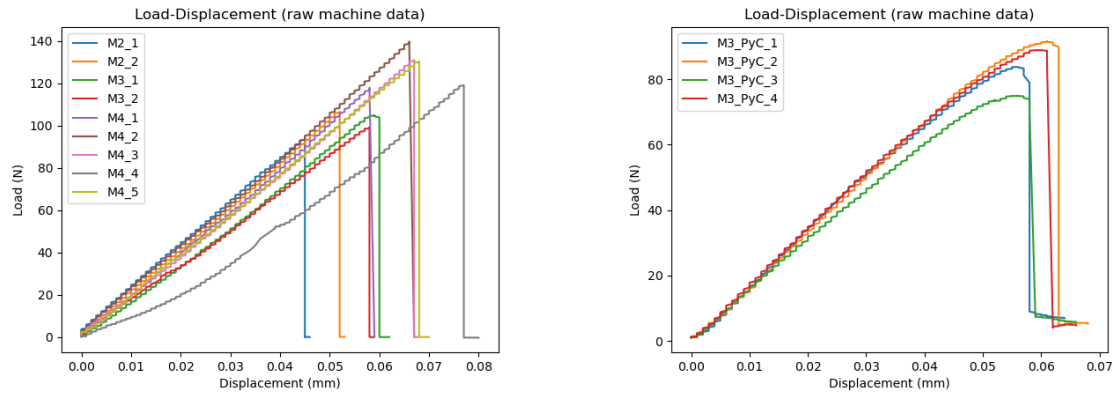 Load-Displacement (raw machine data)
Load (N)
140
120
100
80
60
40
20
0
M2_1
M2_2
M3_1
M3_2
M4_1
M4_2
M4_3
M4_4
M4_5
0.00 0.01 0.02 0.03 0.04 0.05 0.06 0.07 0.08
Displacement (mm)
Load-Displacement (raw machine data)
Load (N)
80
60
40
20
0
M3_PyC_1
M3_PyC_2
M3_PyC_3
M3_PyC_4
0.00 0.01 0.02 0.03 0.04 0.05 0.06 0.07
Displacement (mm)